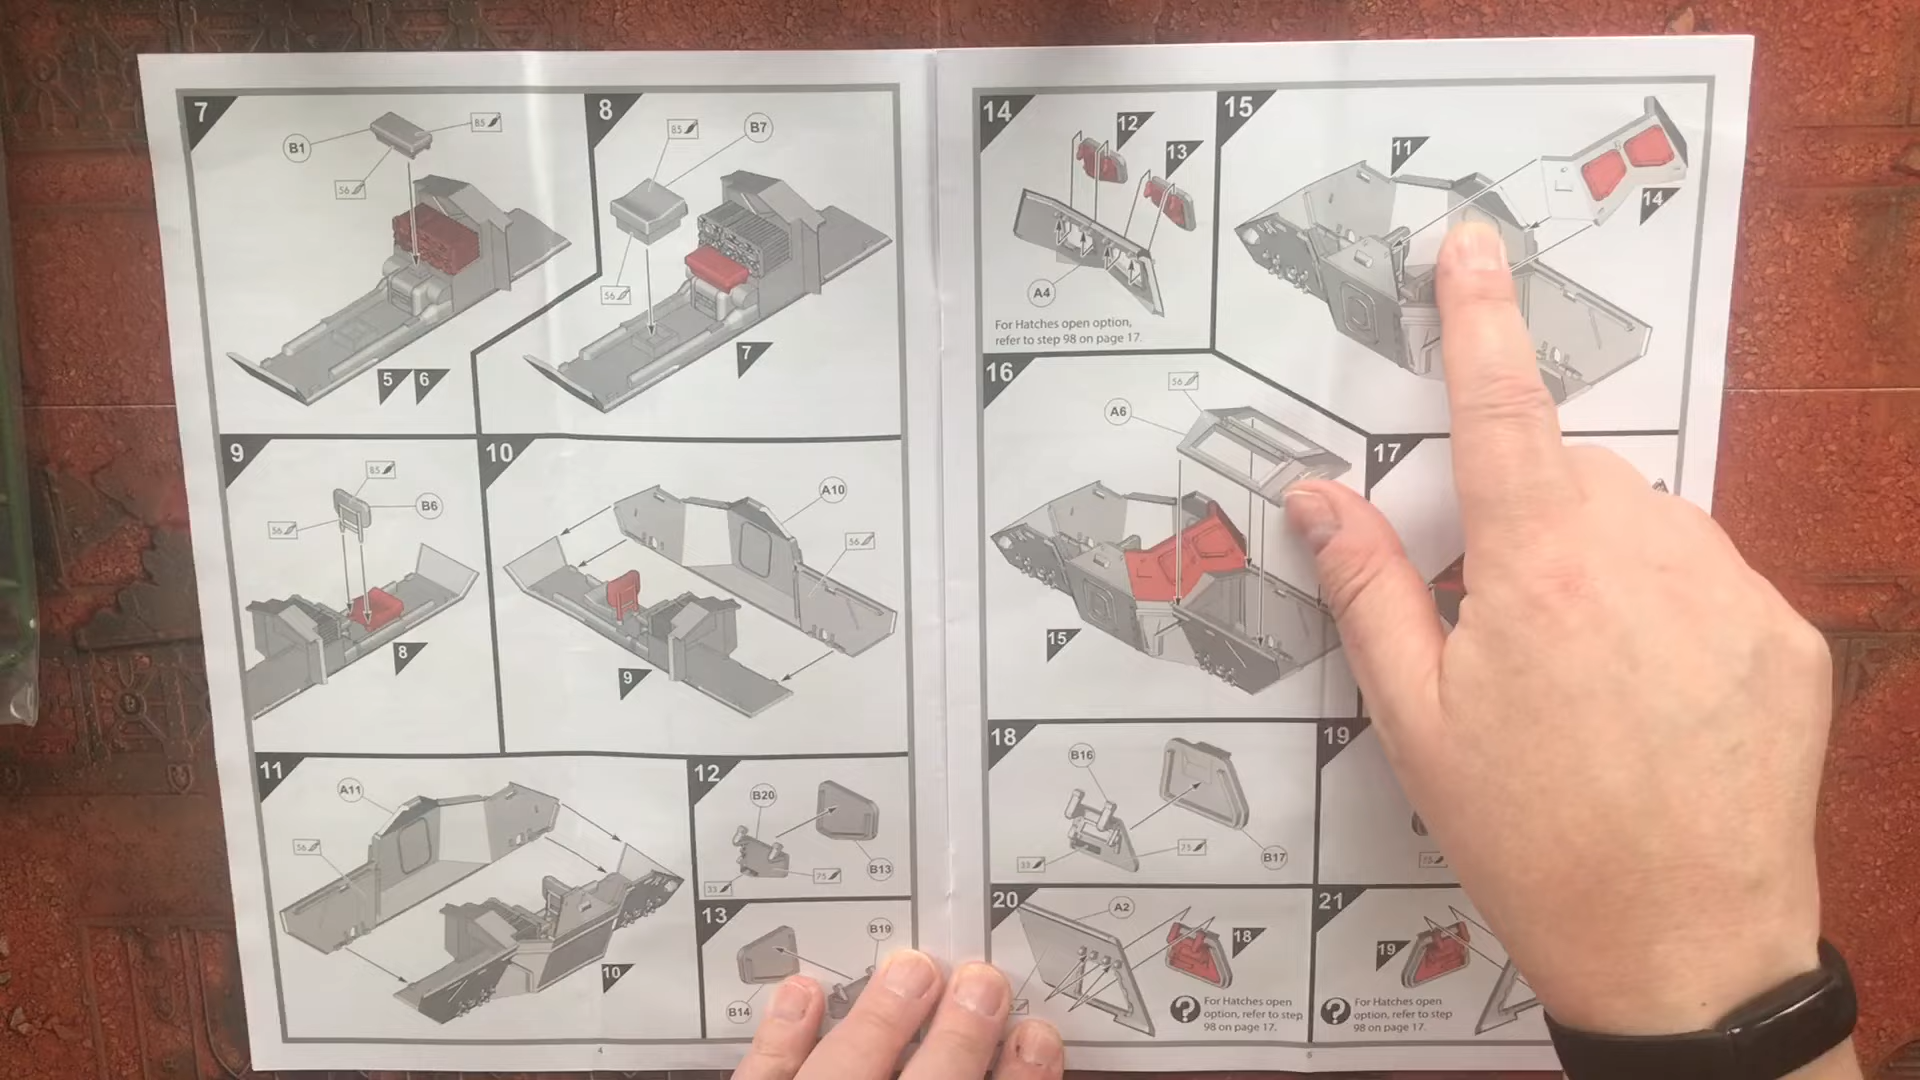 7
B1
85
56
5
6
8
85
B7
56
7
9
85
B6
56
8
10
A10
56
9
11
A11
56
10
12
B20
B13
33
75
13
B19
B14
4
14
12
13
A4
For Hatches open option,
refer to step 98 on page 17.
15
11
14
16
56
A6
15
17
18
B16
33
75
B17
19
20
A2
18
For Hatches open
option, refer to step
98 on page 17.
21
19
For Hatches open
option, refer to step
98 on page 17.